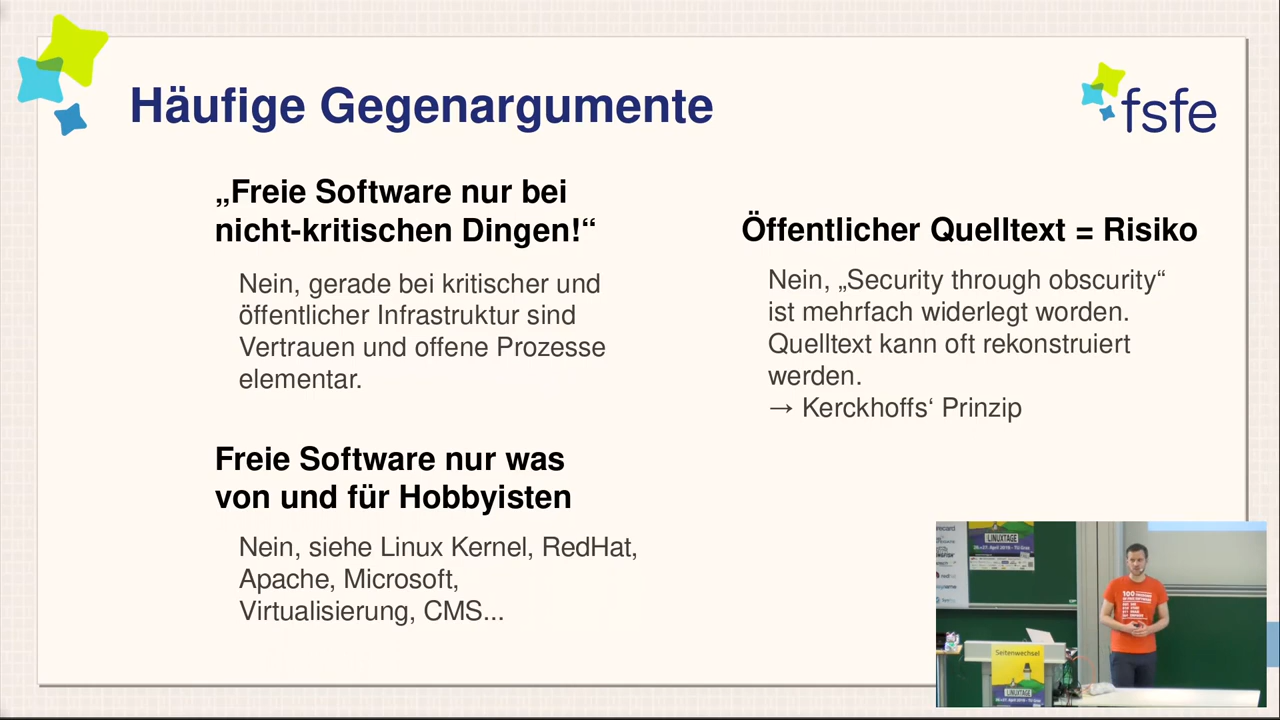 Häufige Gegenargumente
fsfe
„Freie Software nur bei
nicht-kritischen Dingen!“
Nein, gerade bei kritischer und
öffentlicher Infrastruktur sind
Vertrauen und offene Prozesse
elementar.
Freie Software nur was
von und für Hobbyisten
Nein, siehe Linux Kernel, RedHat,
Apache, Microsoft,
Virtualisierung, CMS...
Öffentlicher Quelltext = Risiko
Nein, „Security through obscurity“
ist mehrfach widerlegt worden.
Quelltext kann oft rekonstruiert
werden.
→ Kerckhoffs‘ Prinzip
LINUXTAGE
100
Seitenwechsel
LINUXTAGE